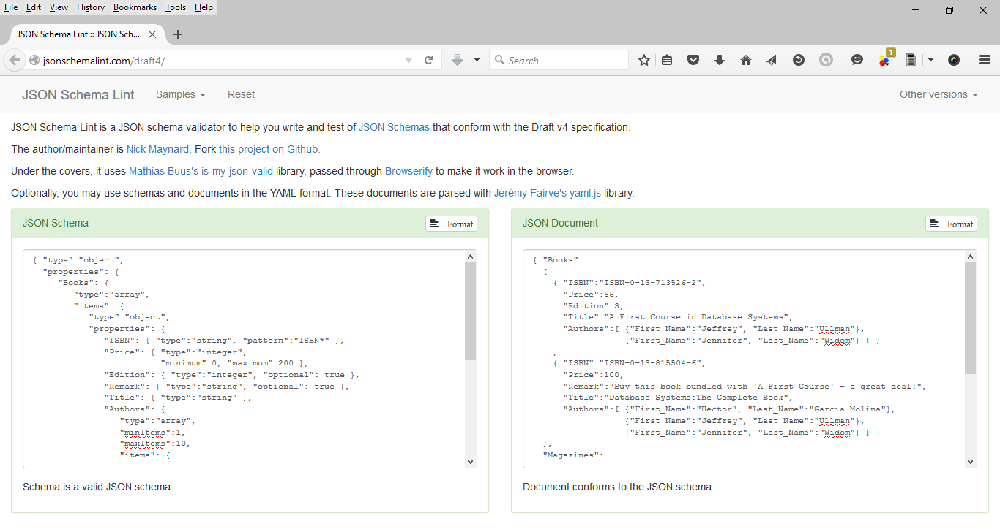 File Edit View History Bookmarks Tools Help
JSON Schema Lint :: JSON Sch...
jsonschemalint.com/draft4/
Search
1
JSON Schema Lint Samples Reset Other versions
JSON Schema Lint is a JSON schema validator to help you write and test of JSON Schemas that conform with the Draft v4 specification.
The author/maintainer is Nick Maynard. Fork this project on Github.
Under the covers, it uses Mathias Buus's is-my-json-valid library, passed through Browserify to make it work in the browser.
Optionally, you may use schemas and documents in the YAML format. These documents are parsed with Jérémy Fairve's yaml.js library.
JSON Schema Format
{ "type":"object",
"properties": {
"Books": {
"type":"array",
"items": {
"type":"object",
"properties": {
"ISBN": { "type":"string", "pattern":"ISBN*" },
"Price": { "type":"integer",
"minimum":0, "maximum":200 },
"Edition": { "type":"integer", "optional": true },
"Remark": { "type":"string", "optional": true },
"Title": { "type":"string" },
"Authors": {
"type":"array",
"minItems":1,
"maxItems":10,
"items": {
Schema is a valid JSON schema.
JSON Document Format
{ "Books":
[
{ "ISBN":"ISBN-0-13-713526-2",
"Price":85,
"Edition":3,
"Title":"A First Course in Database Systems",
"Authors":[ {"First_Name":"Jeffrey", "Last_Name":"Ullman"},
{"First_Name":"Jennifer", "Last_Name":"Widom"} ] }
,
{ "ISBN":"ISBN-0-13-815504-6",
"Price":100,
"Remark":"Buy this book bundled with 'A First Course' - a great deal!",
"Title":"Database Systems:The Complete Book",
"Authors":[ {"First_Name":"Hector", "Last_Name":"Garcia-Molina"},
{"First_Name":"Jeffrey", "Last_Name":"Ullman"},
{"First_Name":"Jennifer", "Last_Name":"Widom"} ] }
],
"Magazines":
Document conforms to the JSON schema.